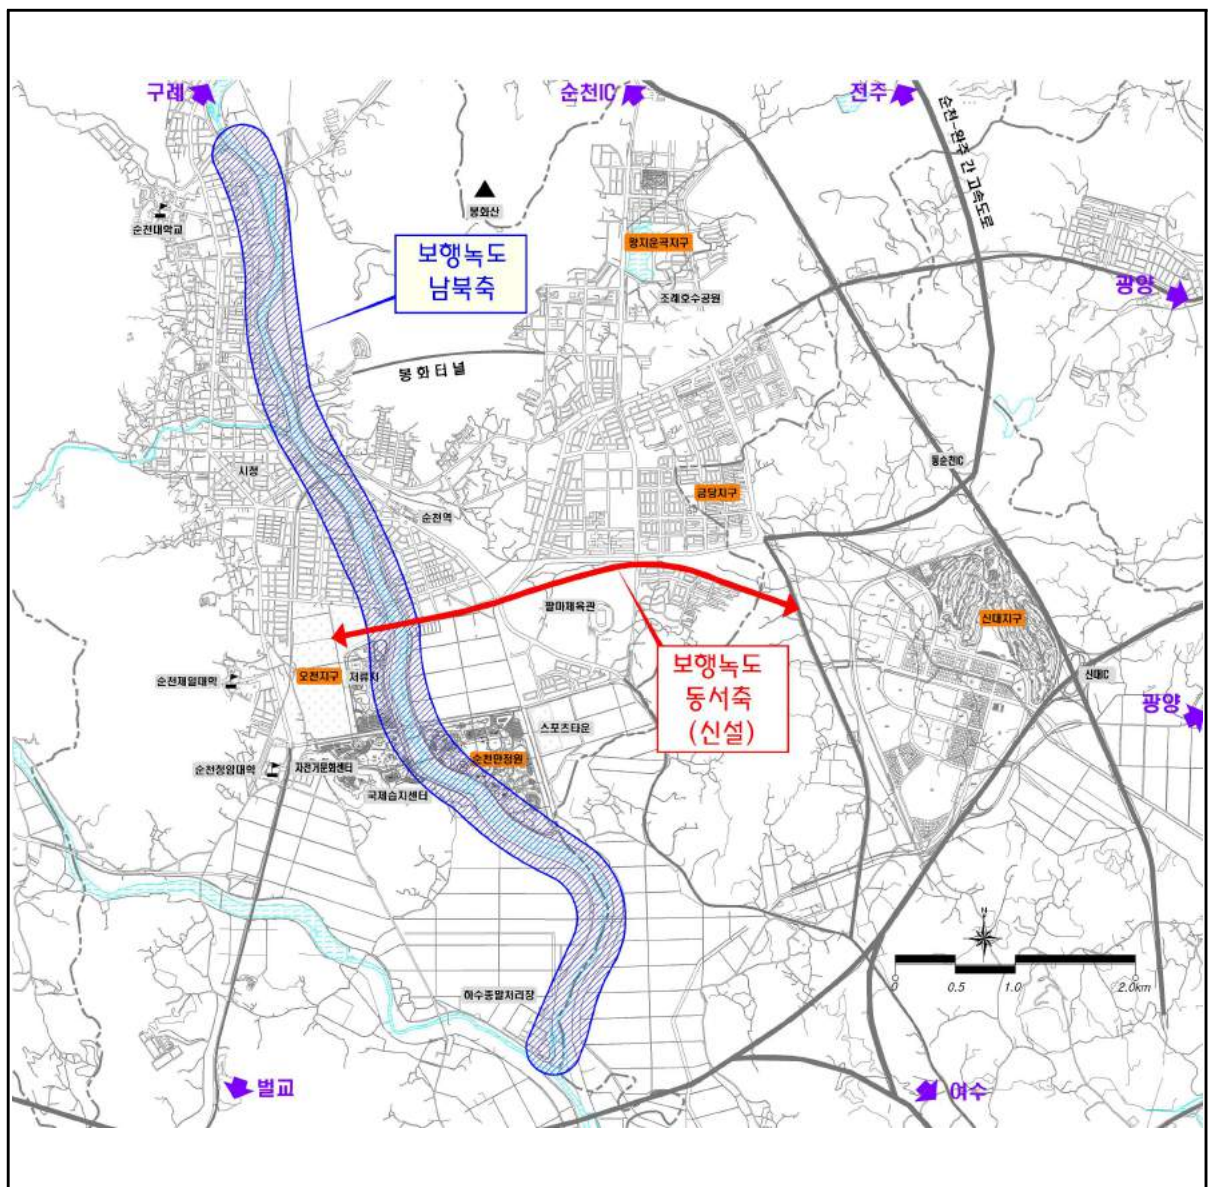 구례
순천IC
전주
순천-완주 간 고속도로
봉화산
순천대학교
왕지운곡지구
보행녹도
남북축
조례호수공원
광양
봉화터널
시청
동순천IC
금당지구
순천역
팔마체육관
신대지구
보행녹도
동서축
(신설)
오천지구
저류지
순천제일대학
신대IC
광양
스포츠타운
순천만정원
순천청암대학
자전거문화센터
국제습지센터
N
0
0.5
1.0
2.0km
하수종말처리장
벌교
여수